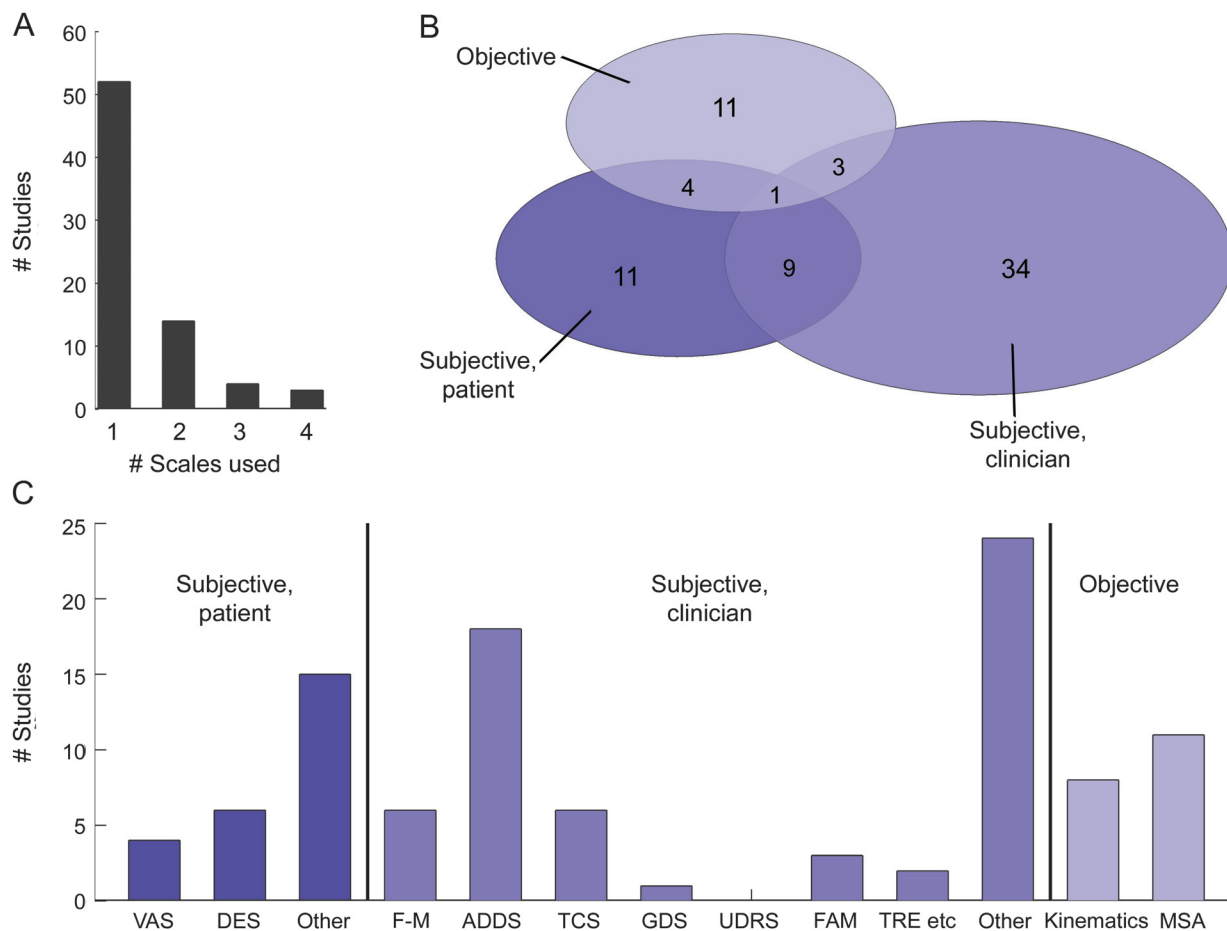 A
60
50
40
30
20
10
0
# Studies
1 2 3 4
# Scales used
B
Objective
11
3
4
1
11
9
34
Subjective,
patient
Subjective,
clinician
C
25
20
15
10
5
0
# Studies
Subjective,
patient
Subjective,
clinician
Objective
VAS DES Other F-M ADDS TCS GDS UDRS FAM TRE etc Other Kinematics MSA